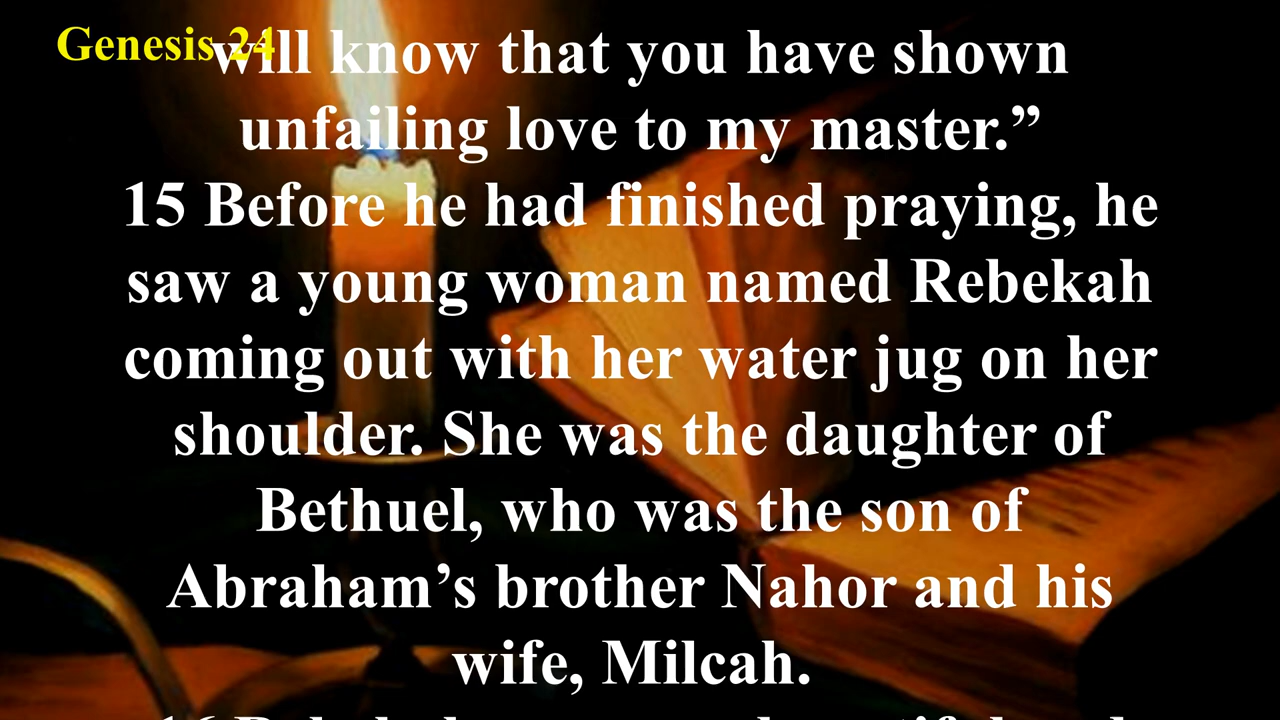 Genesis 24
will know that you have shown
unfailing love to my master.”
15 Before he had finished praying, he
saw a young woman named Rebekah
coming out with her water jug on her
shoulder. She was the daughter of
Bethuel, who was the son of
Abraham’s brother Nahor and his
wife, Milcah.